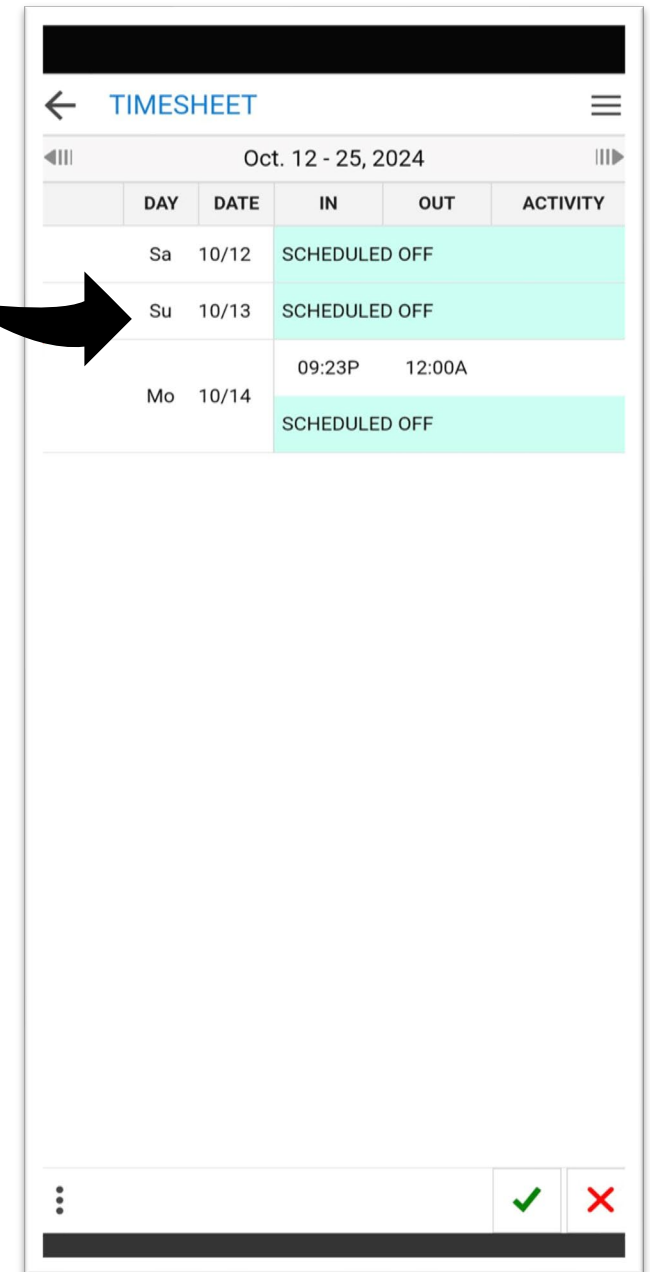 TIMESHEET
Oct. 12 - 25, 2024
DAY DATE IN OUT ACTIVITY
Sa 10/12 SCHEDULED OFF
Su 10/13 SCHEDULED OFF
Mo 10/14 09:23P 12:00A
SCHEDULED OFF